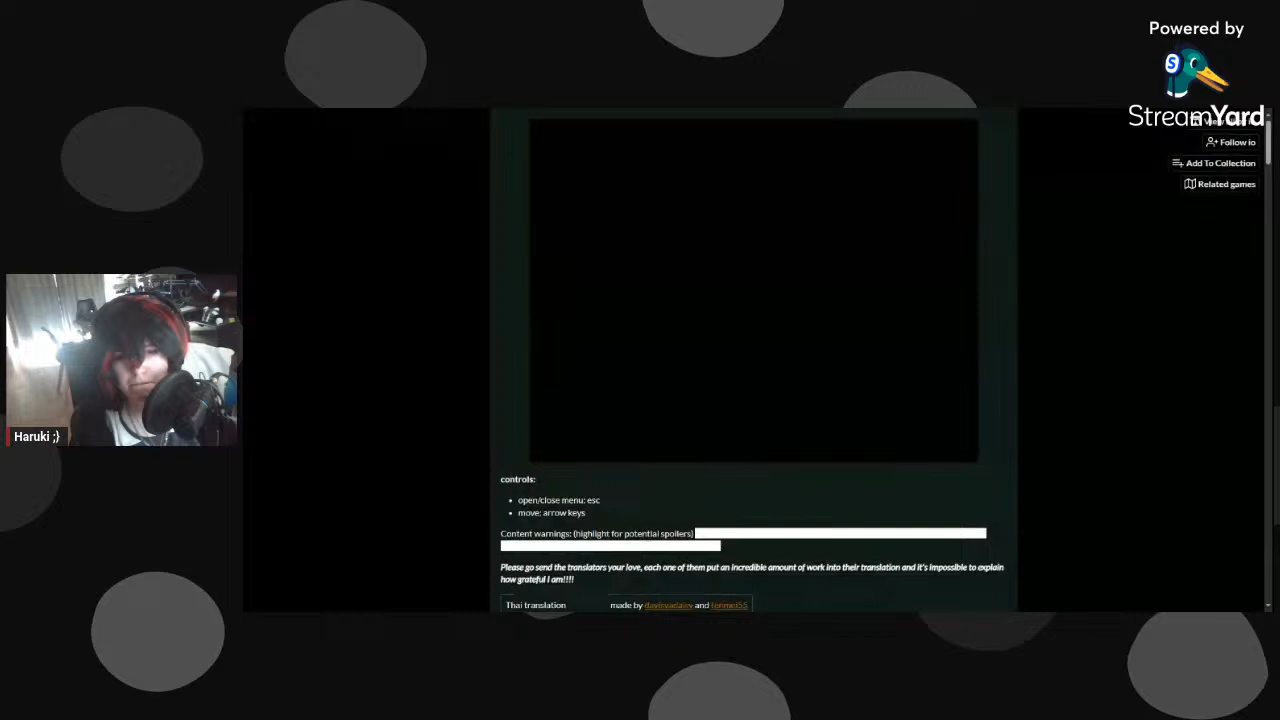 Powered by
StreamYard
Follow io
Add To Collection
Related games
Haruki ;}
controls:
open/close menu: esc
move: arrow keys
Content warnings: (highlight for potential spoilers)
Please go send the translators your love, each one of them put an incredible amount of work into their translation and it's impossible to explain
how grateful I am!!!!
Thai translation made by and